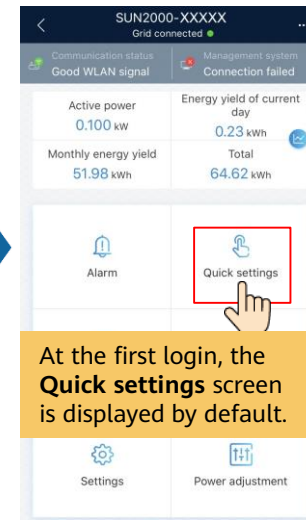 SUN2000-XXXXX
Grid connected
Communication status
Good WLAN signal
Management system
Connection failed
Active power
0.100 kW
Energy yield of current
day
0.23 kWh
Monthly energy yield
51.98 kWh
Total
64.62 kWh
Alarm
Quick settings
At the first login, the
Quick settings screen
is displayed by default.
Settings
Power adjustment